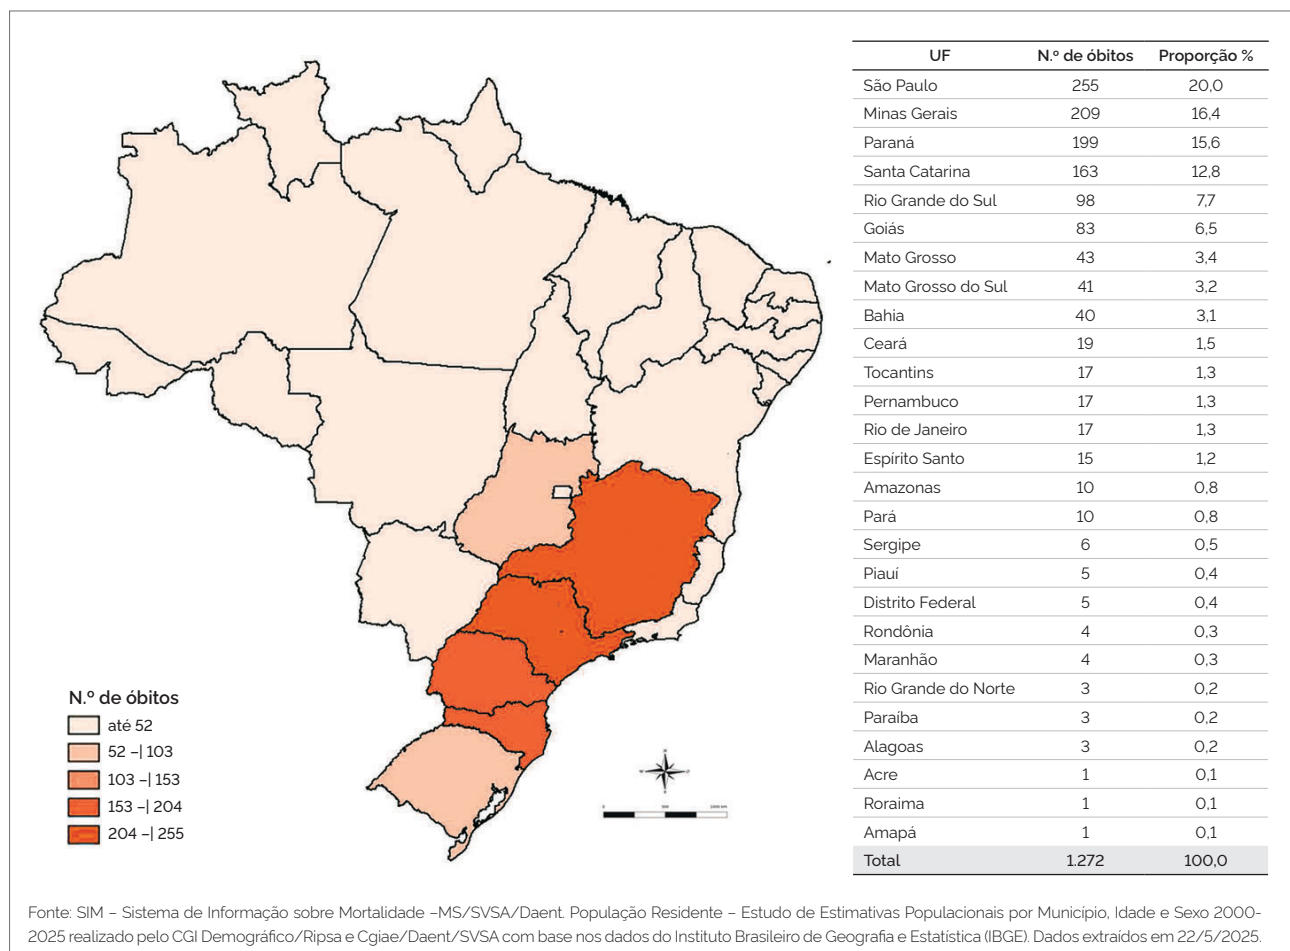 UF N.º de óbitos Proporção %
São Paulo 255 20,0
Minas Gerais 209 16,4
Paraná 199 15,6
Santa Catarina 163 12,8
Rio Grande do Sul 98 7,7
Goiás 83 6,5
Mato Grosso 43 3,4
Mato Grosso do Sul 41 3,2
Bahia 40 3,1
Ceará 19 1,5
Tocantins 17 1,3
Pernambuco 17 1,3
Rio de Janeiro 17 1,3
Espírito Santo 15 1,2
Amazonas 10 0,8
Pará 10 0,8
Sergipe 6 0,5
Piauí 5 0,4
Distrito Federal 5 0,4
Rondônia 4 0,3
Maranhão 4 0,3
Rio Grande do Norte 3 0,2
Paraíba 3 0,2
Alagoas 3 0,2
Acre 1 0,1
Roraima 1 0,1
Amapá 1 0,1
Total 1.272 100,0
N.º de óbitos
até 52
52 –| 103
103 –| 153
153 –| 204
204 –| 255
Fonte: SIM – Sistema de Informação sobre Mortalidade –MS/SVSA/Daent. População Residente – Estudo de Estimativas Populacionais por Município, Idade e Sexo 2000-
2025 realizado pelo CGI Demográfico/Ripsa e Cgiae/Daent/SVSA com base nos dados do Instituto Brasileiro de Geografia e Estatística (IBGE). Dados extraídos em 22/5/2025.